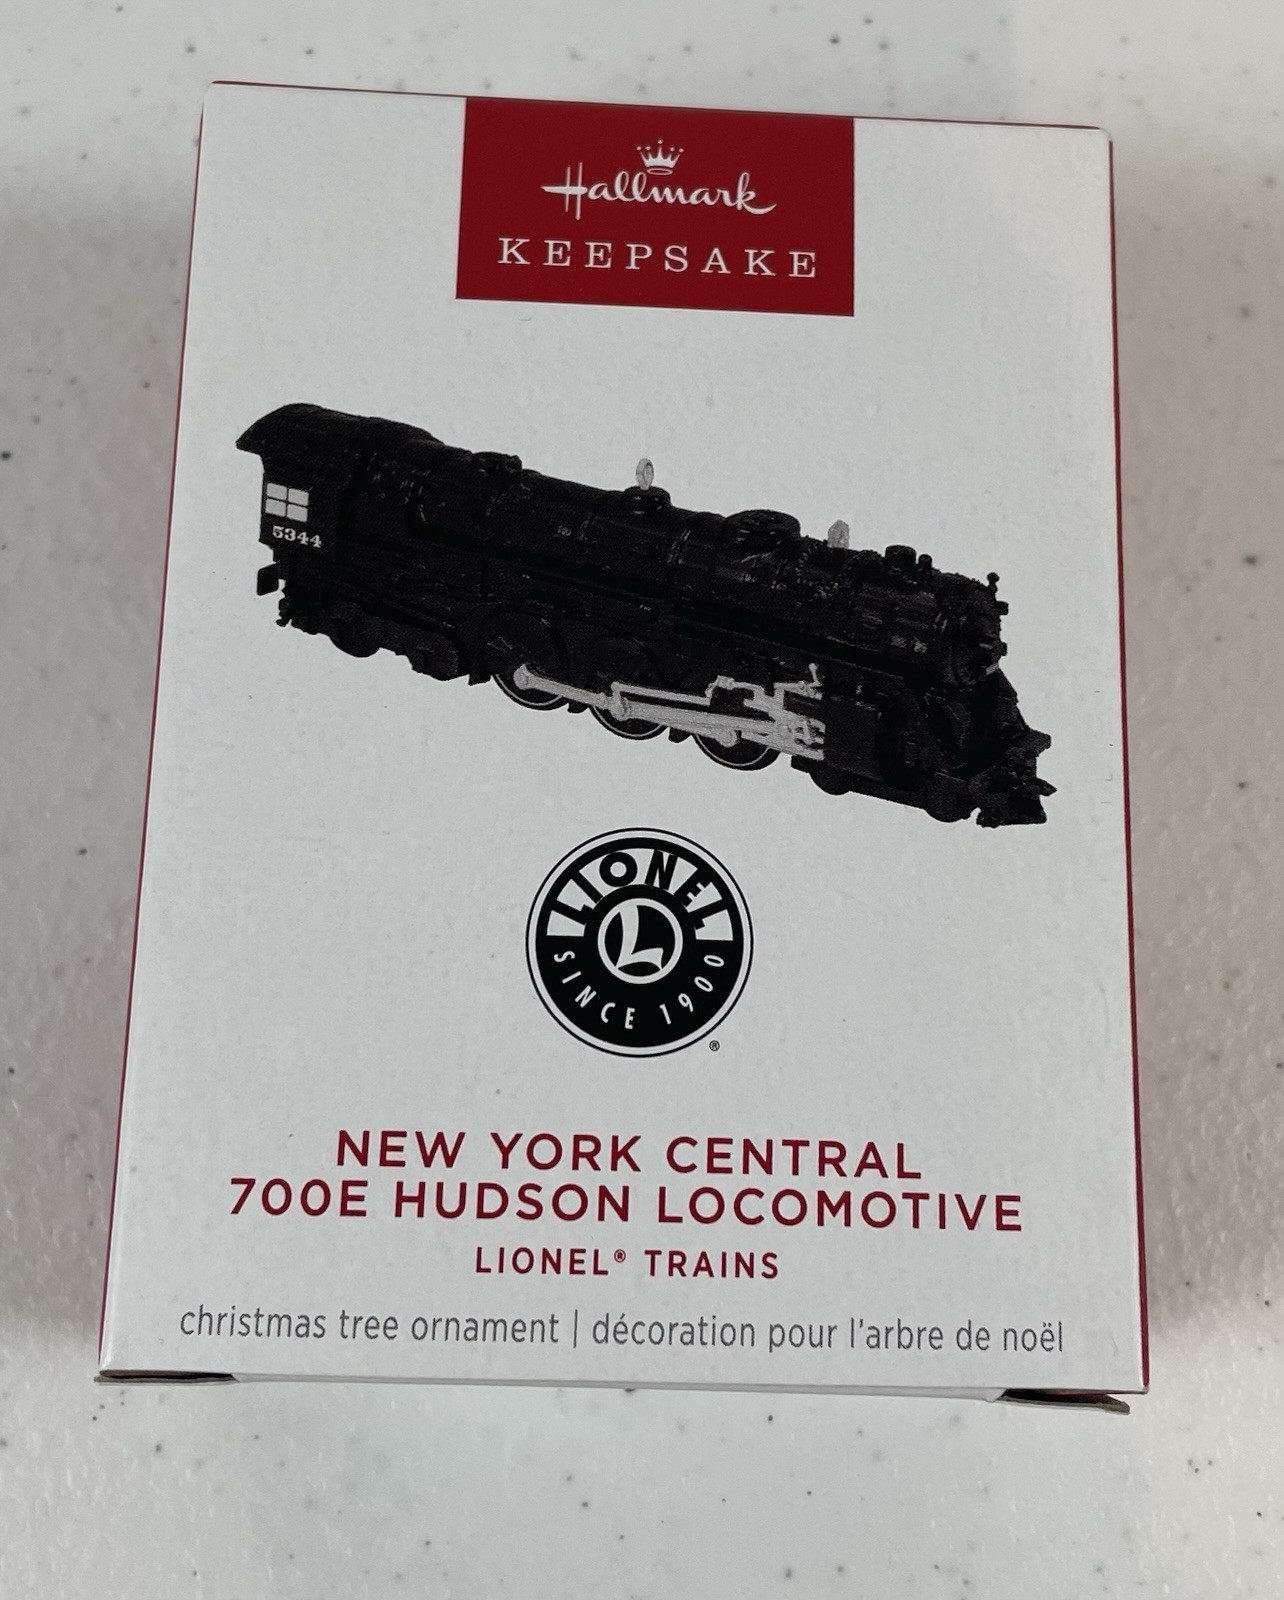 Hallmark
KEEPSAKE
5344
LIONEL
L
SINCE 1900
®
NEW YORK CENTRAL
700E HUDSON LOCOMOTIVE
LIONEL® TRAINS
christmas tree ornament | décoration pour l'arbre de noël